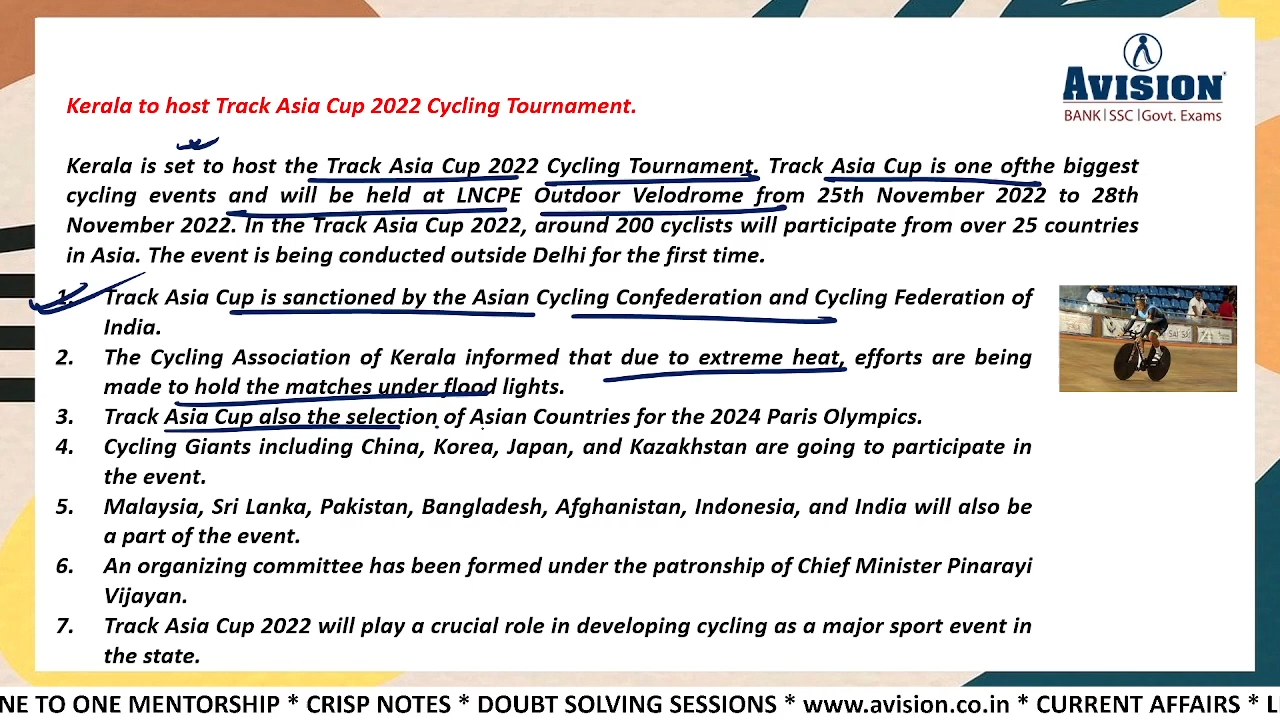 AVISION
BANK|SSC|Govt. Exams
Kerala to host Track Asia Cup 2022 Cycling Tournament.
Kerala is set to host the Track Asia Cup 2022 Cycling Tournament. Track Asia Cup is one ofthe biggest
cycling events and will be held at LNCPE Outdoor Velodrome from 25th November 2022 to 28th
November 2022. In the Track Asia Cup 2022, around 200 cyclists will participate from over 25 countries
in Asia. The event is being conducted outside Delhi for the first time.
1. Track Asia Cup is sanctioned by the Asian Cycling Confederation and Cycling Federation of
India.
2. The Cycling Association of Kerala informed that due to extreme heat, efforts are being
made to hold the matches under flood lights.
3. Track Asia Cup also the selection of Asian Countries for the 2024 Paris Olympics.
4. Cycling Giants including China, Korea, Japan, and Kazakhstan are going to participate in
the event.
5. Malaysia, Sri Lanka, Pakistan, Bangladesh, Afghanistan, Indonesia, and India will also be
a part of the event.
6. An organizing committee has been formed under the patronship of Chief Minister Pinarayi
Vijayan.
7. Track Asia Cup 2022 will play a crucial role in developing cycling as a major sport event in
the state.
NE TO ONE MENTORSHIP * CRISP NOTES * DOUBT SOLVING SESSIONS * www.avision.co.in * CURRENT AFFAIRS * L